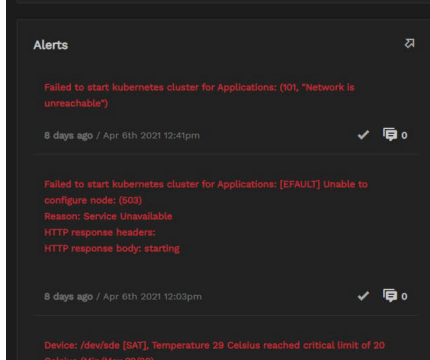 Alerts
Failed to start kubernetes cluster for Applications: (101, "Network is
unreachable")
8 days ago / Apr 6th 2021 12:41pm
0
Failed to start kubernetes cluster for Applications: [EFAULT] Unable to
configure node: (503)
Reason: Service Unavailable
HTTP response headers:
HTTP response body: starting
8 days ago / Apr 6th 2021 12:03pm
0
Device: /dev/sde [SAT], Temperature 29 Celsius reached critical limit of 20